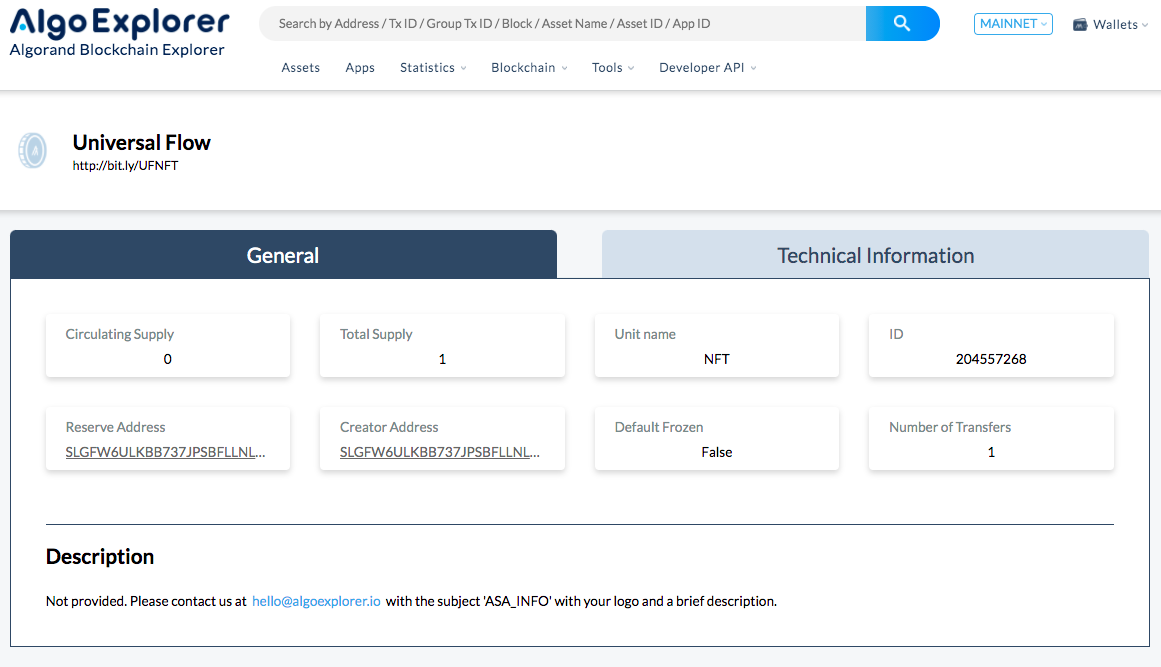 AlgoExplorer
Algorand Blockchain Explorer
Search by Address / Tx ID / Group Tx ID / Block / Asset Name / Asset ID / App ID
MAINNET
Wallets
Assets
Apps
Statistics
Blockchain
Tools
Developer API
Universal Flow
http://bit.ly/UFNFT
General
Technical Information
Circulating Supply
0
Total Supply
1
Unit name
NFT
ID
204557268
Reserve Address
SLGFW6ULKBB737JPSBFLLNL...
Creator Address
SLGFW6ULKBB737JPSBFLLNL...
Default Frozen
False
Number of Transfers
1
Description
Not provided. Please contact us at hello@algoexplorer.io with the subject 'ASA_INFO' with your logo and a brief description.